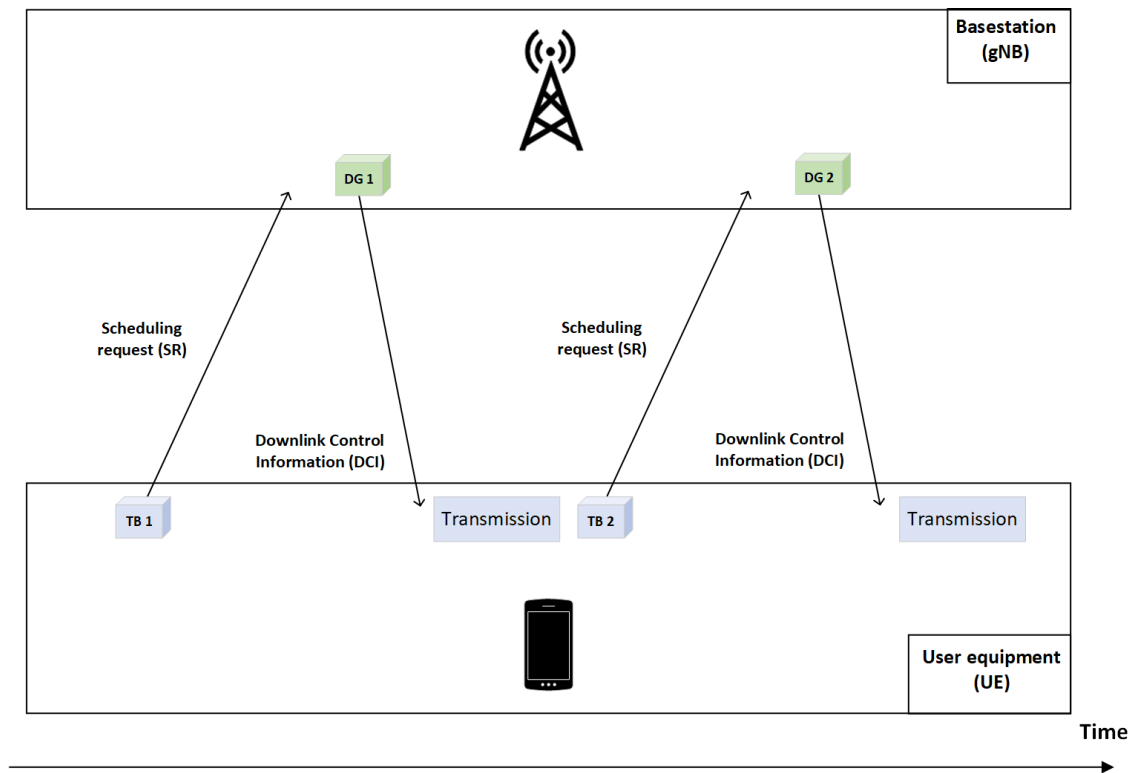 Basestation
(gNB)
DG 1
DG 2
Scheduling
request (SR)
Scheduling
request (SR)
Downlink Control
Information (DCI)
Downlink Control
Information (DCI)
TB 1
Transmission
TB 2
Transmission
User equipment
(UE)
Time